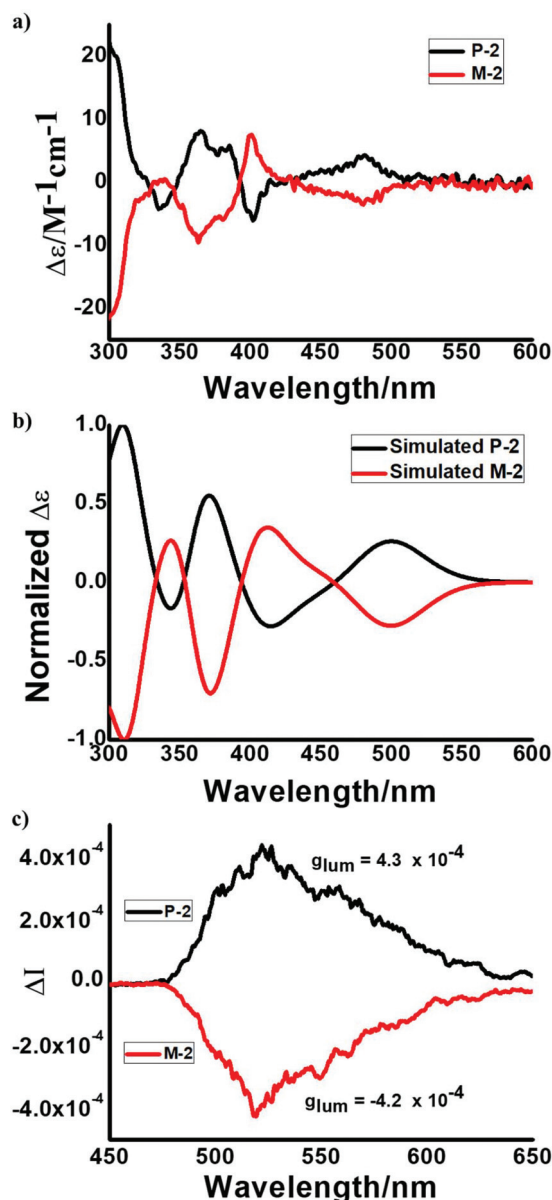 a)
P-2
M-2
Δε/M⁻¹cm⁻¹
20
10
0
-10
-20
300 350 400 450 500 550 600
Wavelength/nm
b)
Simulated P-2
Simulated M-2
Normalized Δε
1.0
0.5
0.0
-0.5
-1.0
300 350 400 450 500 550 600
Wavelength/nm
c)
glum = 4.3 x 10⁻⁴
P-2
M-2
ΔI
4.0x10⁻⁴
2.0x10⁻⁴
0.0
-2.0x10⁻⁴
-4.0x10⁻⁴
glum = -4.2 x 10⁻⁴
450 500 550 600 650
Wavelength/nm